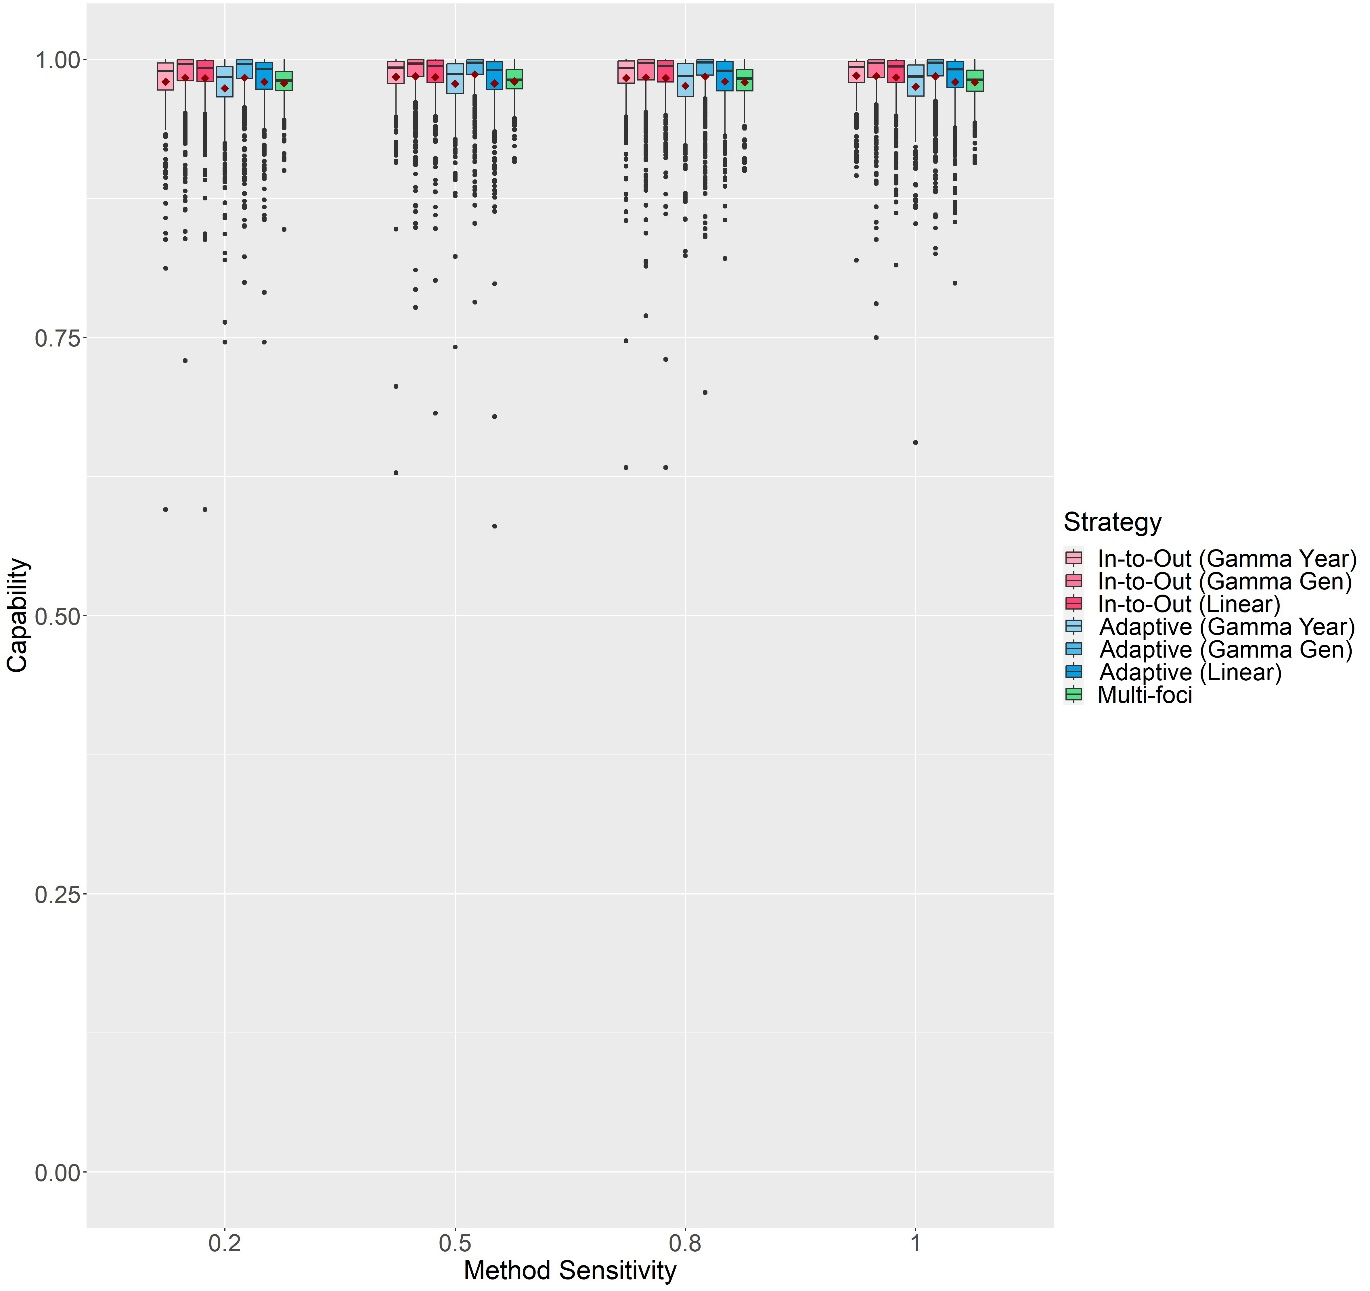 1.00
0.75
0.50
0.25
0.00
Capability
0.2 0.5 0.8 1
Method Sensitivity
Strategy
In-to-Out (Gamma Year)
In-to-Out (Gamma Gen)
In-to-Out (Linear)
Adaptive (Gamma Year)
Adaptive (Gamma Gen)
Adaptive (Linear)
Multi-foci